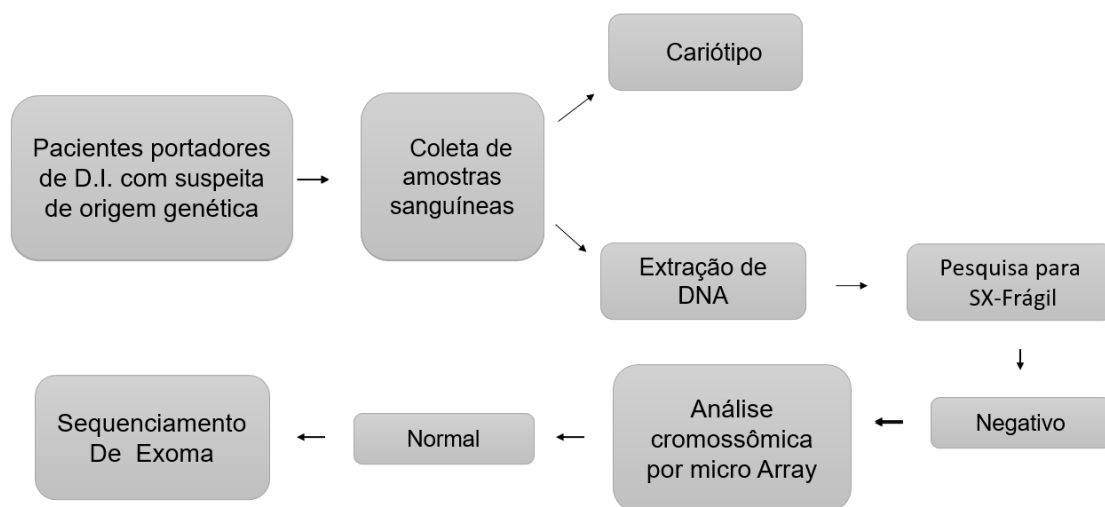 Pacientes portadores
de D.I. com suspeita
de origem genética
Coleta de
amostras
sanguíneas
Cariótipo
Extração de
DNA
Pesquisa para
SX-Frágil
Negativo
Análise
cromossômica
por micro Array
Normal
Sequenciamento
De Exoma